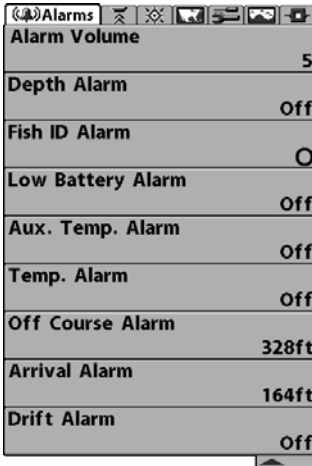 Alarms
Alarm Volume
5
Depth Alarm
Off
Fish ID Alarm
Low Battery Alarm
Off
Aux. Temp. Alarm
Off
Temp. Alarm
Off
Off Course Alarm
328ft
Arrival Alarm
164ft
Drift Alarm
Off